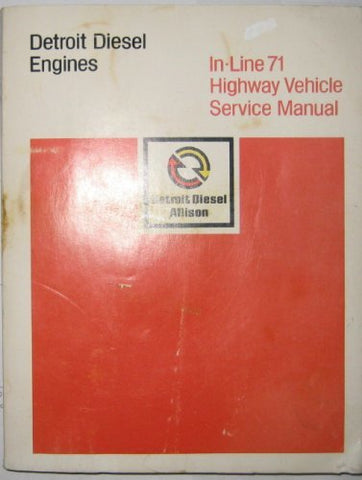 Detroit Diesel
Engines
In-Line 71
Highway Vehicle
Service Manual
Detroit Diesel
Allison